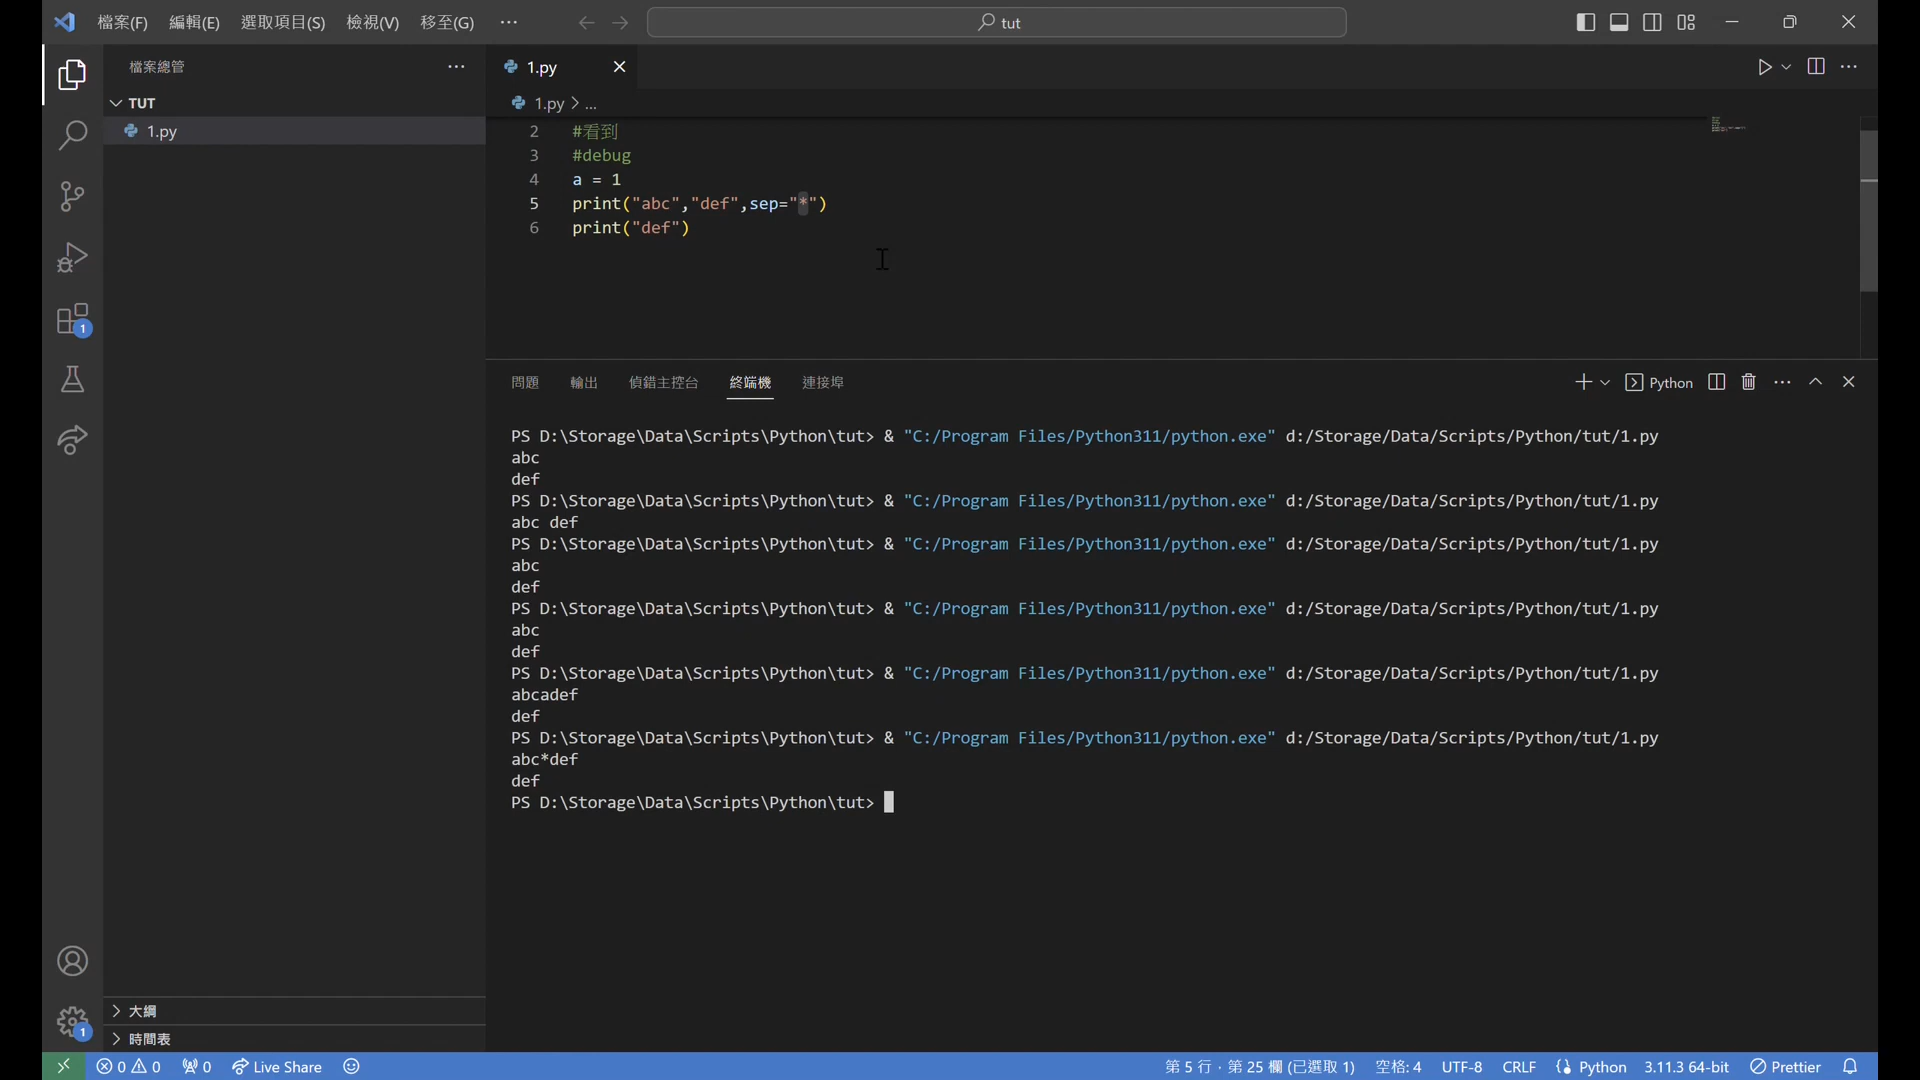 檔案(F) 編輯(E) 選取項目(S) 檢視(V) 移至(G) ... tut
檔案總管 ...
1.py
1.py > ...
TUT
1.py
2 #看到
3 #debug
4 a = 1
5 print("abc","def",sep="*")
6 print("def")
問題 輸出 偵錯主控台 終端機 連接埠 Python
PS D:\Storage\Data\Scripts\Python\tut> & "C:/Program Files/Python311/python.exe" d:/Storage/Data/Scripts/Python/tut/1.py
abc
def
PS D:\Storage\Data\Scripts\Python\tut> & "C:/Program Files/Python311/python.exe" d:/Storage/Data/Scripts/Python/tut/1.py
abc def
PS D:\Storage\Data\Scripts\Python\tut> & "C:/Program Files/Python311/python.exe" d:/Storage/Data/Scripts/Python/tut/1.py
abc
def
PS D:\Storage\Data\Scripts\Python\tut> & "C:/Program Files/Python311/python.exe" d:/Storage/Data/Scripts/Python/tut/1.py
abc
def
PS D:\Storage\Data\Scripts\Python\tut> & "C:/Program Files/Python311/python.exe" d:/Storage/Data/Scripts/Python/tut/1.py
abcadef
def
PS D:\Storage\Data\Scripts\Python\tut> & "C:/Program Files/Python311/python.exe" d:/Storage/Data/Scripts/Python/tut/1.py
abc*def
def
PS D:\Storage\Data\Scripts\Python\tut>
1
1
大綱
時間表
0 0 0 Live Share 第 5 行，第 25 欄 (已選取 1) 空格: 4 UTF-8 CRLF Python 3.11.3 64-bit Prettier